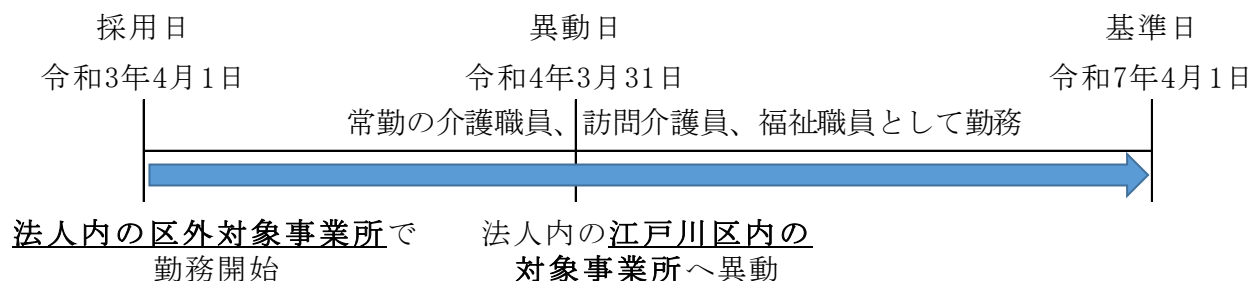 採用日 異動日 基準日
令和3年4月1日 令和4年3月31日 令和7年4月1日
常勤の介護職員、訪問介護員、福祉職員として勤務
法人内の区外対象事業所で
勤務開始
法人内の江戸川区内の
対象事業所へ異動